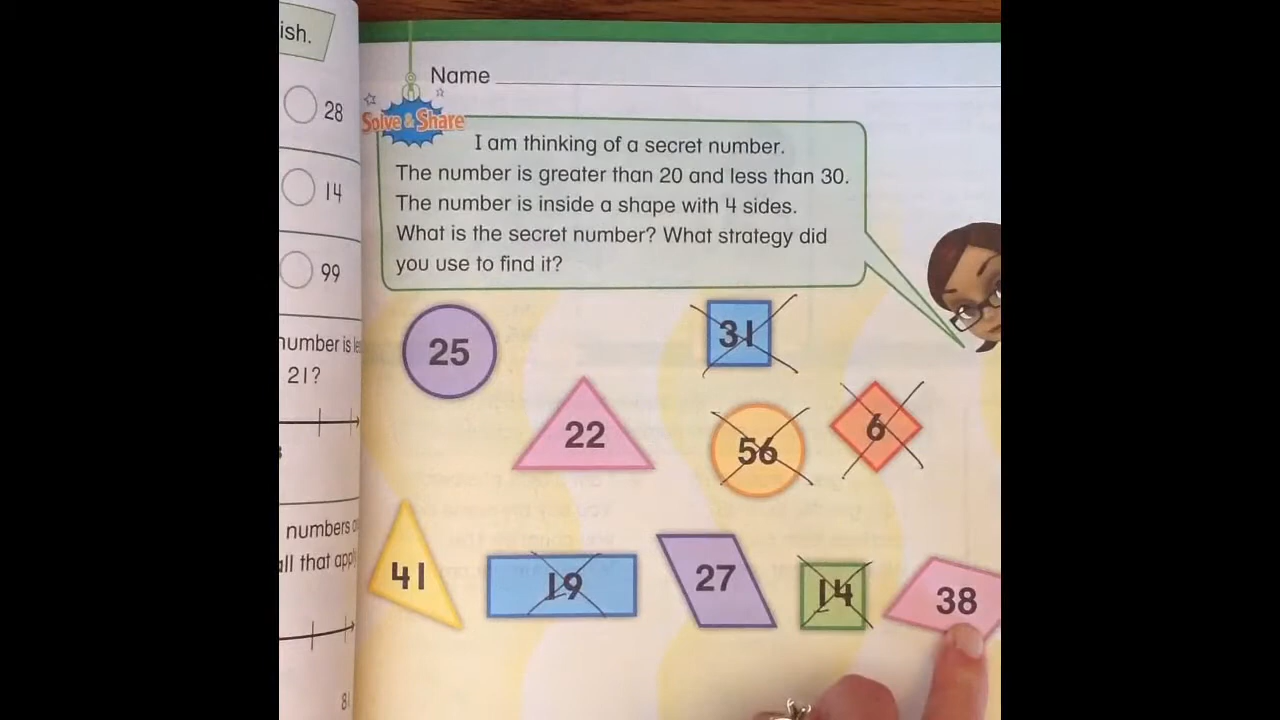 ish.
28
14
99
number is le
21?
numbers
all that app
81
Name
Solve & Share
I am thinking of a secret number.
The number is greater than 20 and less than 30.
The number is inside a shape with 4 sides.
What is the secret number? What strategy did
you use to find it?
25
31
22
56
6
41
19
27
14
38